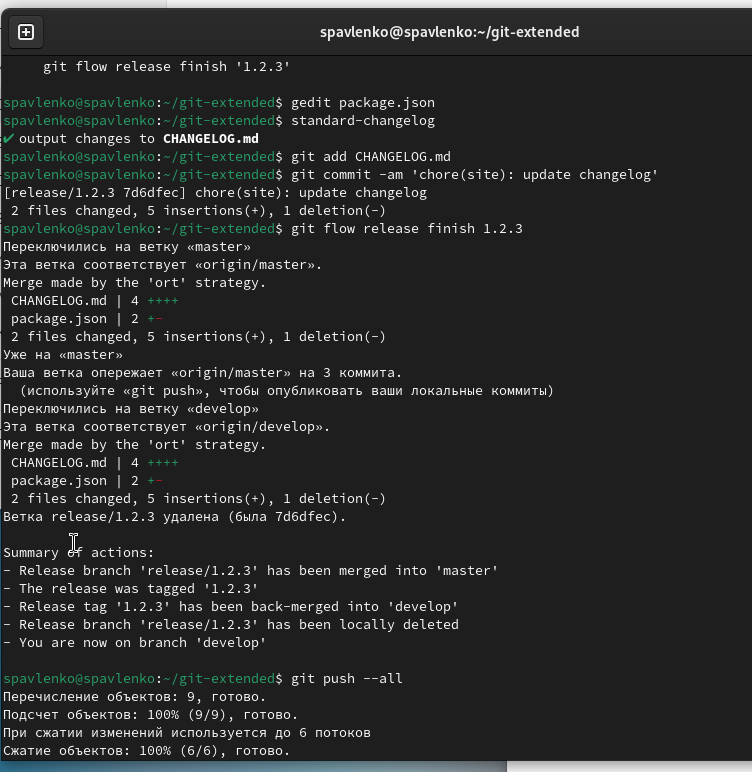 spavlenko@spavlenko:~/git-extended
git flow release finish '1.2.3'
spavlenko@spavlenko:~/git-extended$ gedit package.json
spavlenko@spavlenko:~/git-extended$ standard-changelog
✔ output changes to CHANGELOG.md
spavlenko@spavlenko:~/git-extended$ git add CHANGELOG.md
spavlenko@spavlenko:~/git-extended$ git commit -am 'chore(site): update changelog'
[release/1.2.3 7d6dfec] chore(site): update changelog
2 files changed, 5 insertions(+), 1 deletion(-)
spavlenko@spavlenko:~/git-extended$ git flow release finish 1.2.3
Переключились на ветку «master»
Эта ветка соответствует «origin/master».
Merge made by the 'ort' strategy.
CHANGELOG.md | 4 ++++
package.json | 2 +-
2 files changed, 5 insertions(+), 1 deletion(-)
Уже на «master»
Ваша ветка опережает «origin/master» на 3 коммита.
(используйте «git push», чтобы опубликовать ваши локальные коммиты)
Переключились на ветку «develop»
Эта ветка соответствует «origin/develop».
Merge made by the 'ort' strategy.
CHANGELOG.md | 4 ++++
package.json | 2 +-
2 files changed, 5 insertions(+), 1 deletion(-)
Ветка release/1.2.3 удалена (была 7d6dfec).
Summary of actions:
- Release branch 'release/1.2.3' has been merged into 'master'
- The release was tagged '1.2.3'
- Release tag '1.2.3' has been back-merged into 'develop'
- Release branch 'release/1.2.3' has been locally deleted
- You are now on branch 'develop'
spavlenko@spavlenko:~/git-extended$ git push --all
Перечисление объектов: 9, готово.
Подсчет объектов: 100% (9/9), готово.
При сжатии изменений используется до 6 потоков
Сжатие объектов: 100% (6/6), готово.